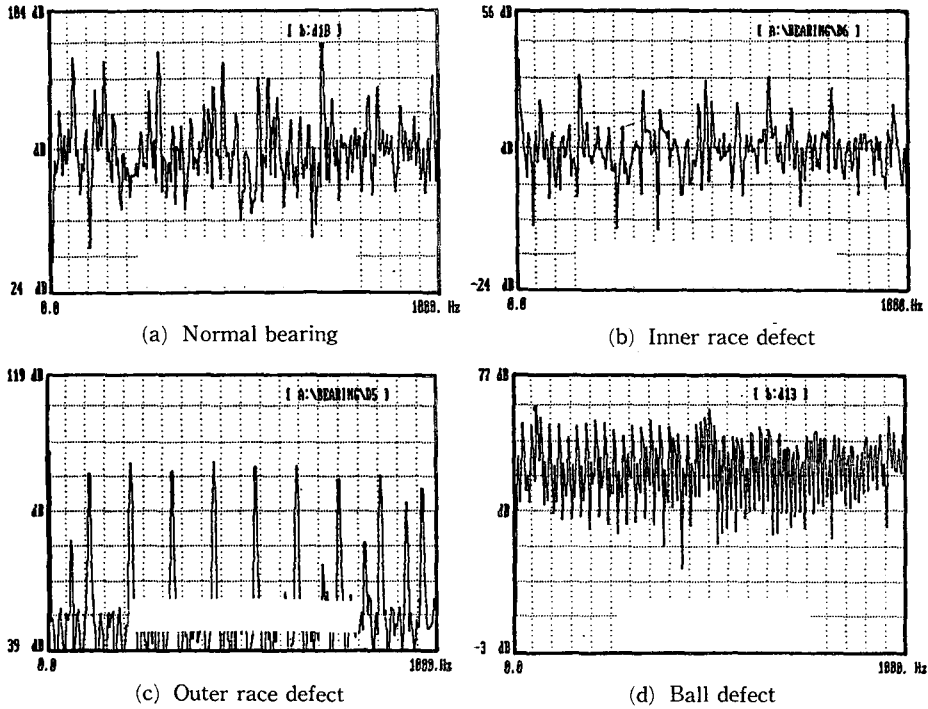 104 dB
[ b:d18 ]
dB
24 dB
0.0
1000. Hz
(a) Normal bearing
56 dB
[ A:\BEARING\D6 ]
dB
-24 dB
0.0
1000. Hz
(b) Inner race defect
119 dB
[ A:\BEARING\D5 ]
dB
39 dB
0.0
1000. Hz
(c) Outer race defect
77 dB
[ b:d13 ]
dB
-3 dB
0.0
1000. Hz
(d) Ball defect